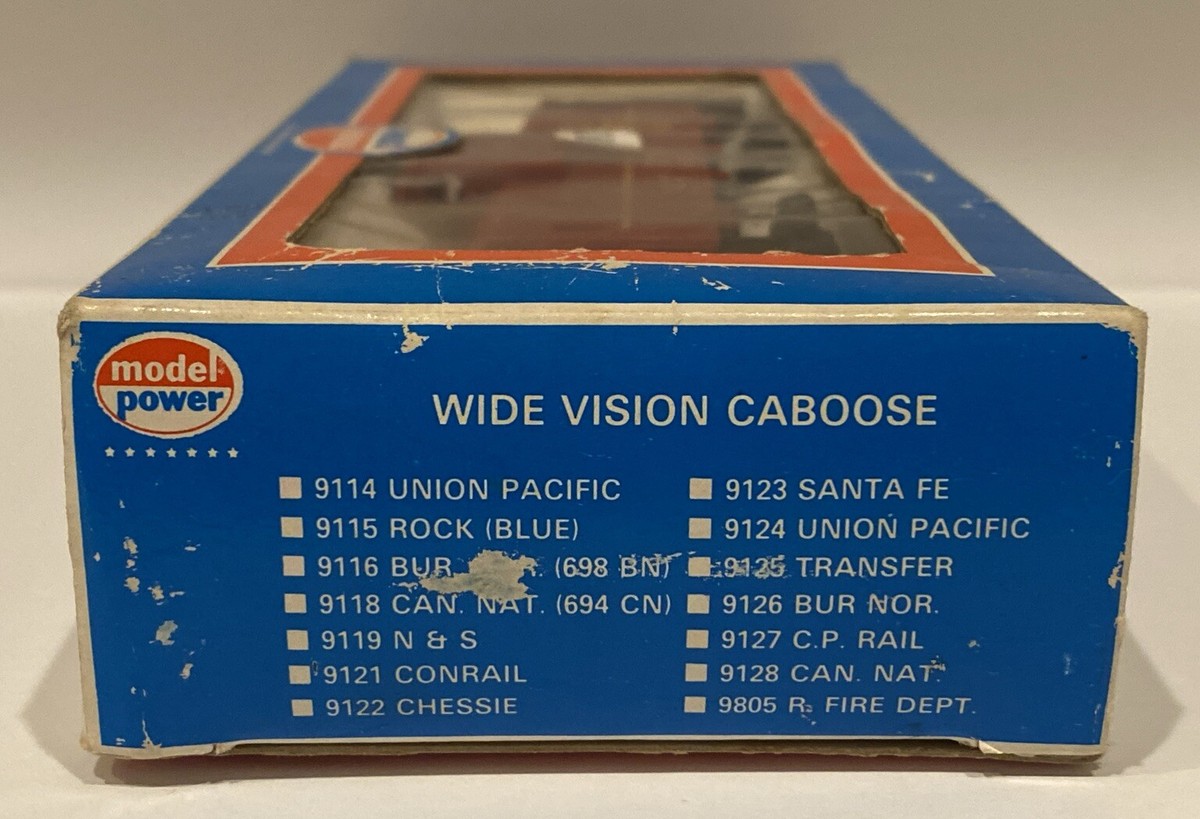 model
power
WIDE VISION CABOOSE
9114 UNION PACIFIC
9115 ROCK (BLUE)
9116 BUR. (698 BN)
9118 CAN. NAT. (694 CN)
9119 N & S
9121 CONRAIL
9122 CHESSIE
9123 SANTA FE
9124 UNION PACIFIC
9125 TRANSFER
9126 BUR NOR.
9127 C.P. RAIL
9128 CAN. NAT.
9805 R. FIRE DEPT.